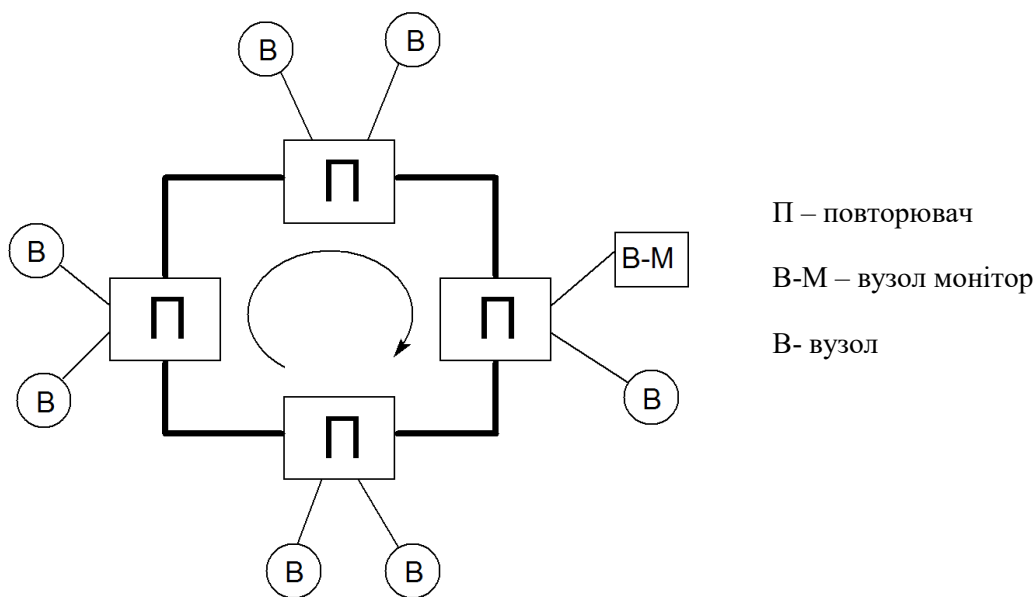 В
В
П
В
В
П
П
В-М
В
П
В
В
П – повторювач
В-М – вузол монітор
В- вузол